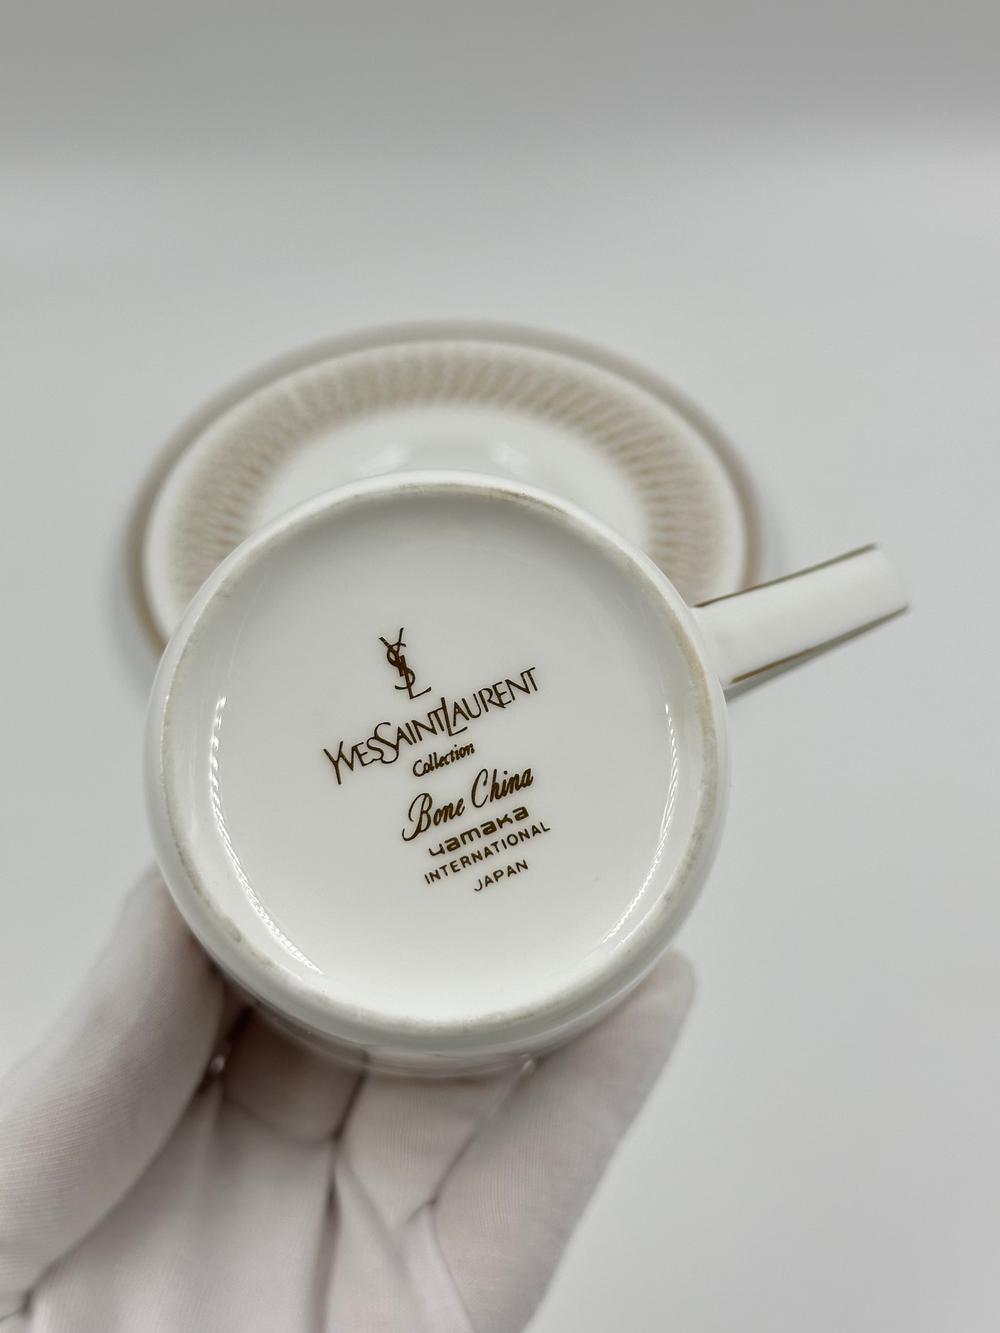 YSL
YVESSAINTLAURENT
Collection
Bone China
yamaka
INTERNATIONAL
JAPAN